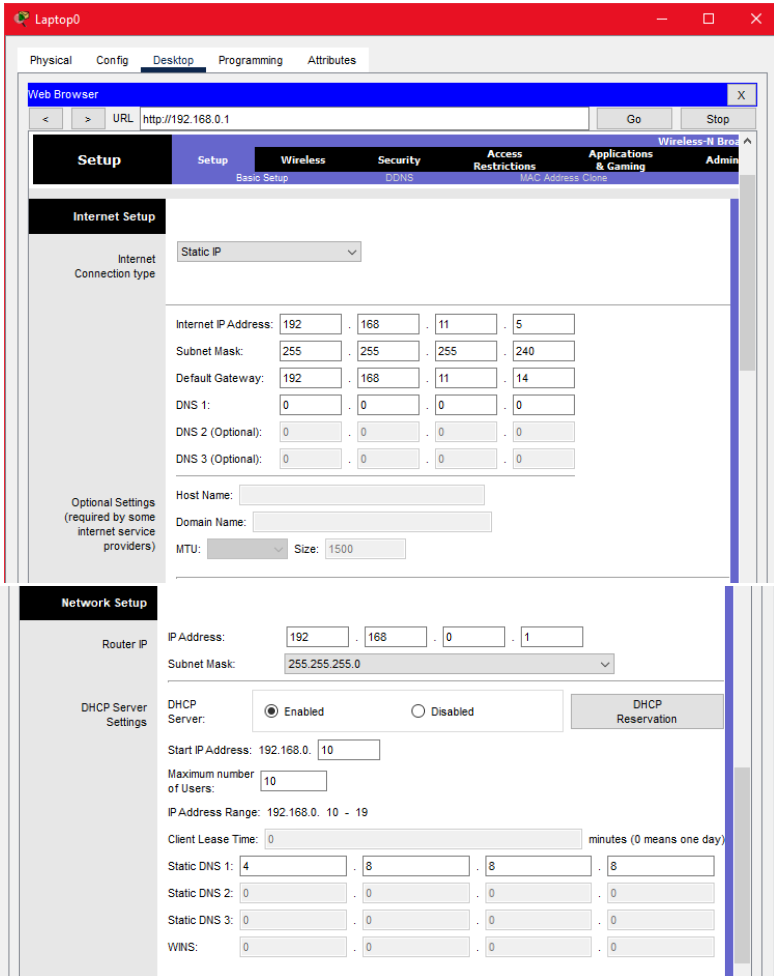 Laptop0
Physical Config Desktop Programming Attributes
Web Browser X
< > URL http://192.168.0.1 Go Stop
Wireless-N Broa
Setup Setup Wireless Security Access Restrictions Applications & Gaming Admin
Basic Setup DDNS MAC Address Clone
Internet Setup
Internet Connection type Static IP
Internet IP Address: 192 . 168 . 11 . 5
Subnet Mask: 255 . 255 . 255 . 240
Default Gateway: 192 . 168 . 11 . 14
DNS 1: 0 . 0 . 0 . 0
DNS 2 (Optional): 0 . 0 . 0 . 0
DNS 3 (Optional): 0 . 0 . 0 . 0
Optional Settings
(required by some
internet service
providers)
Host Name:
Domain Name:
MTU: Size: 1500
Network Setup
Router IP
IP Address: 192 . 168 . 0 . 1
Subnet Mask: 255.255.255.0
DHCP Server
Settings
DHCP Server: Enabled Disabled DHCP Reservation
Start IP Address: 192.168.0. 10
Maximum number
of Users: 10
IP Address Range: 192.168.0. 10 - 19
Client Lease Time: 0 minutes (0 means one day)
Static DNS 1: 4 . 8 . 8 . 8
Static DNS 2: 0 . 0 . 0 . 0
Static DNS 3: 0 . 0 . 0 . 0
WINS: 0 . 0 . 0 . 0